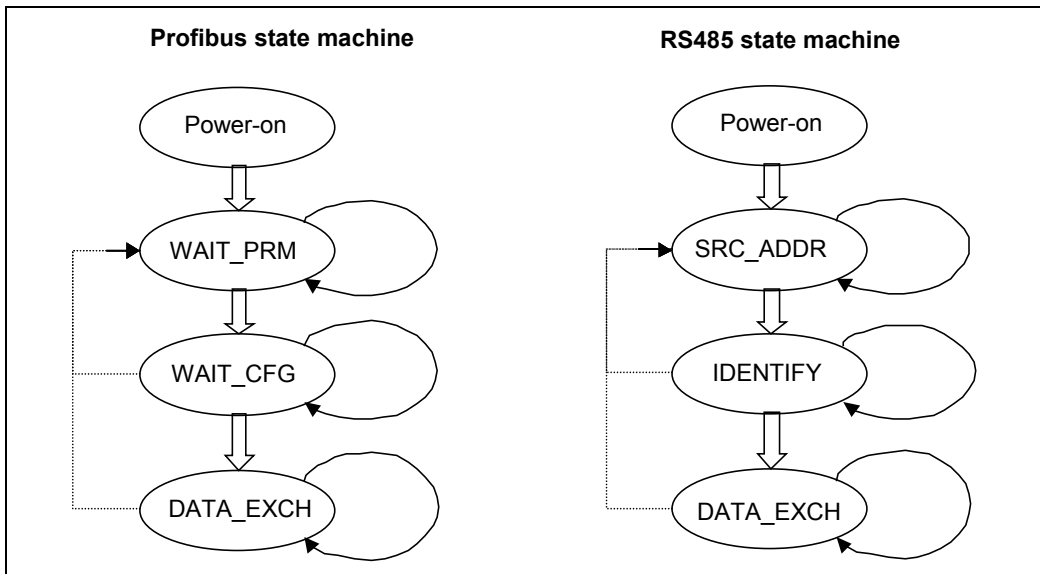 Profibus state machine
Power-on
WAIT_PRM
WAIT_CFG
DATA_EXCH
RS485 state machine
Power-on
SRC_ADDR
IDENTIFY
DATA_EXCH